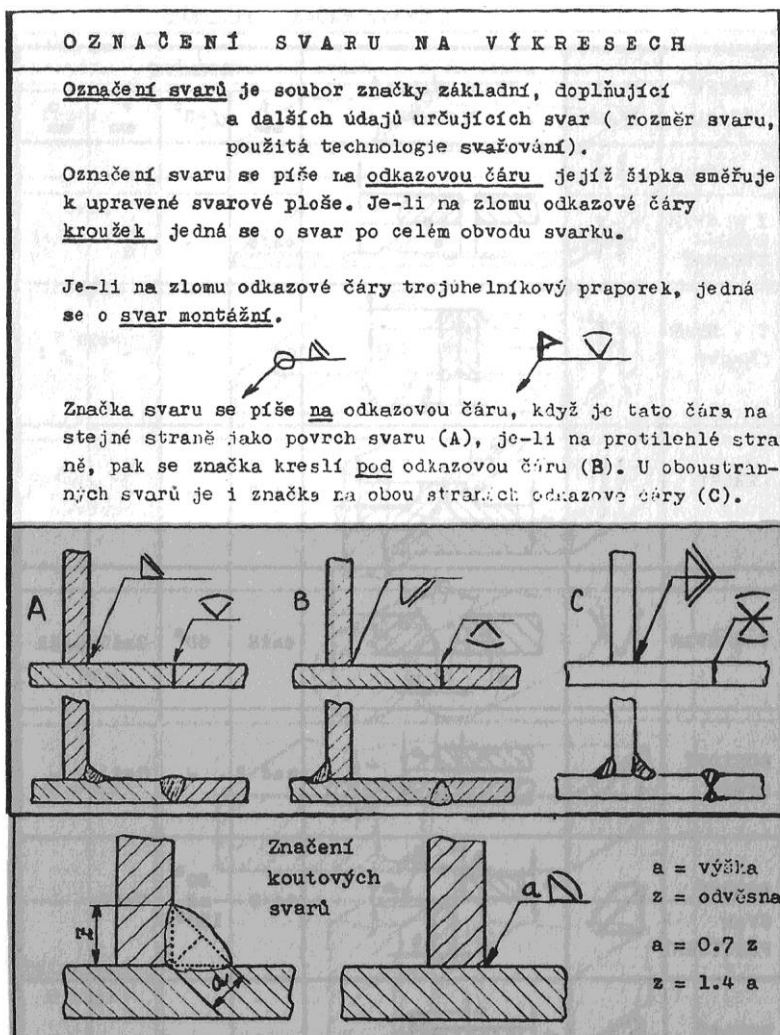 OZNAČENÍ SVARU NA VÝKRESECH
Označení svarů je soubor značky základní, doplňující
a dalších údajů určujících svar ( rozměr svaru,
použitá technologie svařování).
Označení svaru se píše na odkazovou čáru jejíž čipka směřuje
k upravené svarové ploše. Je-li na zlomu odkazové čáry
kroužek jedná se o svar po celém obvodu svarku.
Je-li na zlomu odkazové čáry trojuhelníkový praporek, jedná
se o svar montážní.
Značka svaru se píše na odkazovou čáru, když je tato čára na
stejné straně jako povrch svaru (A), je-li na protilehlé stra
ně, pak se značka kreslí pod odkazovou čáru (B). U oboustran-
ných svarů je i značka na obou stranách odkazove čáry (C).
A
B
C
Značení
koutových
svarů
z
a
a
a = výška
z = odvěsna
a = 0.7 z
z = 1.4 a